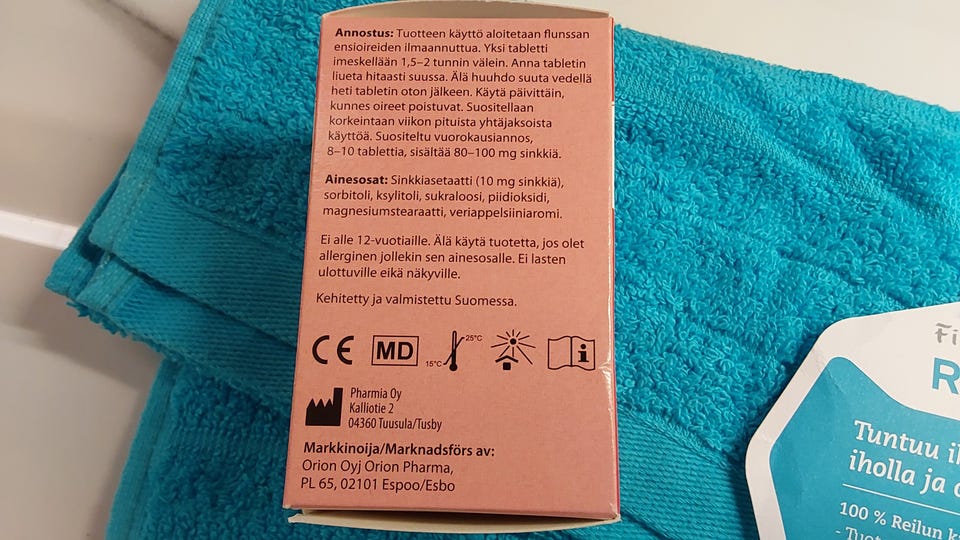 Annostus: Tuotteen käyttö aloitetaan flunssan
ensioireiden ilmaannuttua. Yksi tabletti
imeskellään 1,5–2 tunnin välein. Anna tabletin
liueta hitaasti suussa. Älä huuhdo suuta vedellä
heti tabletin oton jälkeen. Käytä päivittäin,
kunnes oireet poistuvat. Suositellaan
korkeintaan viikon pituista yhtäjaksoista
käyttöä. Suositeltu vuorokausiannos,
8–10 tablettia, sisältää 80–100 mg sinkkiä.
Ainesosat: Sinkkiasetaatti (10 mg sinkkiä),
sorbitoli, ksylitoli, sukraloosi, piidioksidi,
magnesiumstearaatti, veriappelsiiniaromi.
Ei alle 12-vuotiaille. Älä käytä tuotetta, jos olet
allerginen jollekin sen ainesosalle. Ei lasten
ulottuville eikä näkyville.
Kehitetty ja valmistettu Suomessa.
CE MD 15°C 25°C i
Pharmia Oy
Kalliotie 2
04360 Tuusula/Tusby
Markkinoija/Marknadsförs av:
Orion Oyj Orion Pharma,
PL 65, 02101 Espoo/Esbo
Tuntuu
iholla ja
100 % Reilun